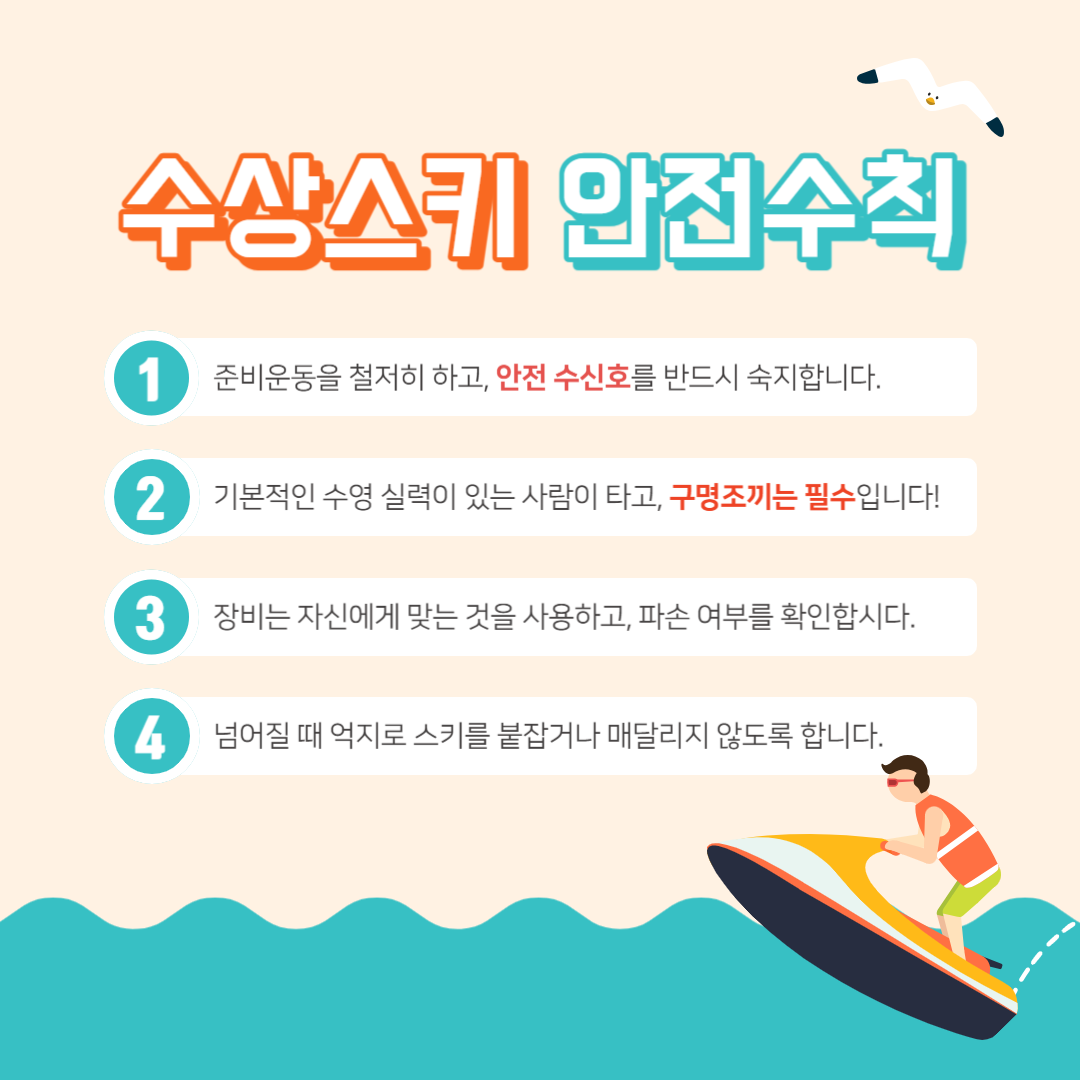 수상스키 안전수칙
1 준비운동을 철저히 하고, 안전 수신호를 반드시 숙지합니다.
2 기본적인 수영 실력이 있는 사람이 타고, 구명조끼는 필수입니다!
3 장비는 자신에게 맞는 것을 사용하고, 파손 여부를 확인합시다.
4 넘어질 때 억지로 스키를 붙잡거나 매달리지 않도록 합니다.